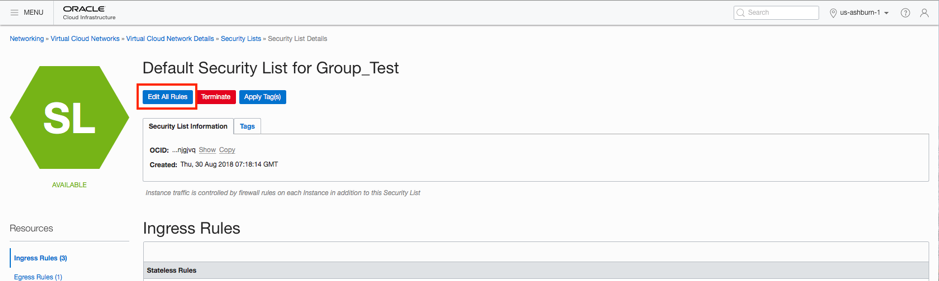 MENU
ORACLE
Cloud Infrastructure
Search
us-ashburn-1
Networking » Virtual Cloud Networks » Virtual Cloud Network Details » Security Lists » Security List Details
SL
AVAILABLE
Default Security List for Group_Test
Edit All Rules
Terminate
Apply Tag(s)
Security List Information
Tags
OCID: ...njgjvq Show Copy
Created: Thu, 30 Aug 2018 07:18:14 GMT
Instance traffic is controlled by firewall rules on each Instance in addition to this Security List
Resources
Ingress Rules (3)
Egress Rules (1)
Ingress Rules
Stateless Rules